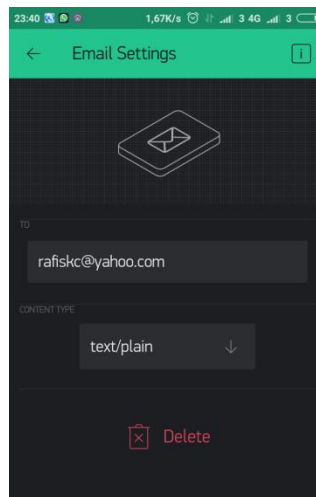 23:40 1,67K/s 3 4G 3
Email Settings
i
TO
rafiskc@yahoo.com
CONTENT TYPE
text/plain
Delete